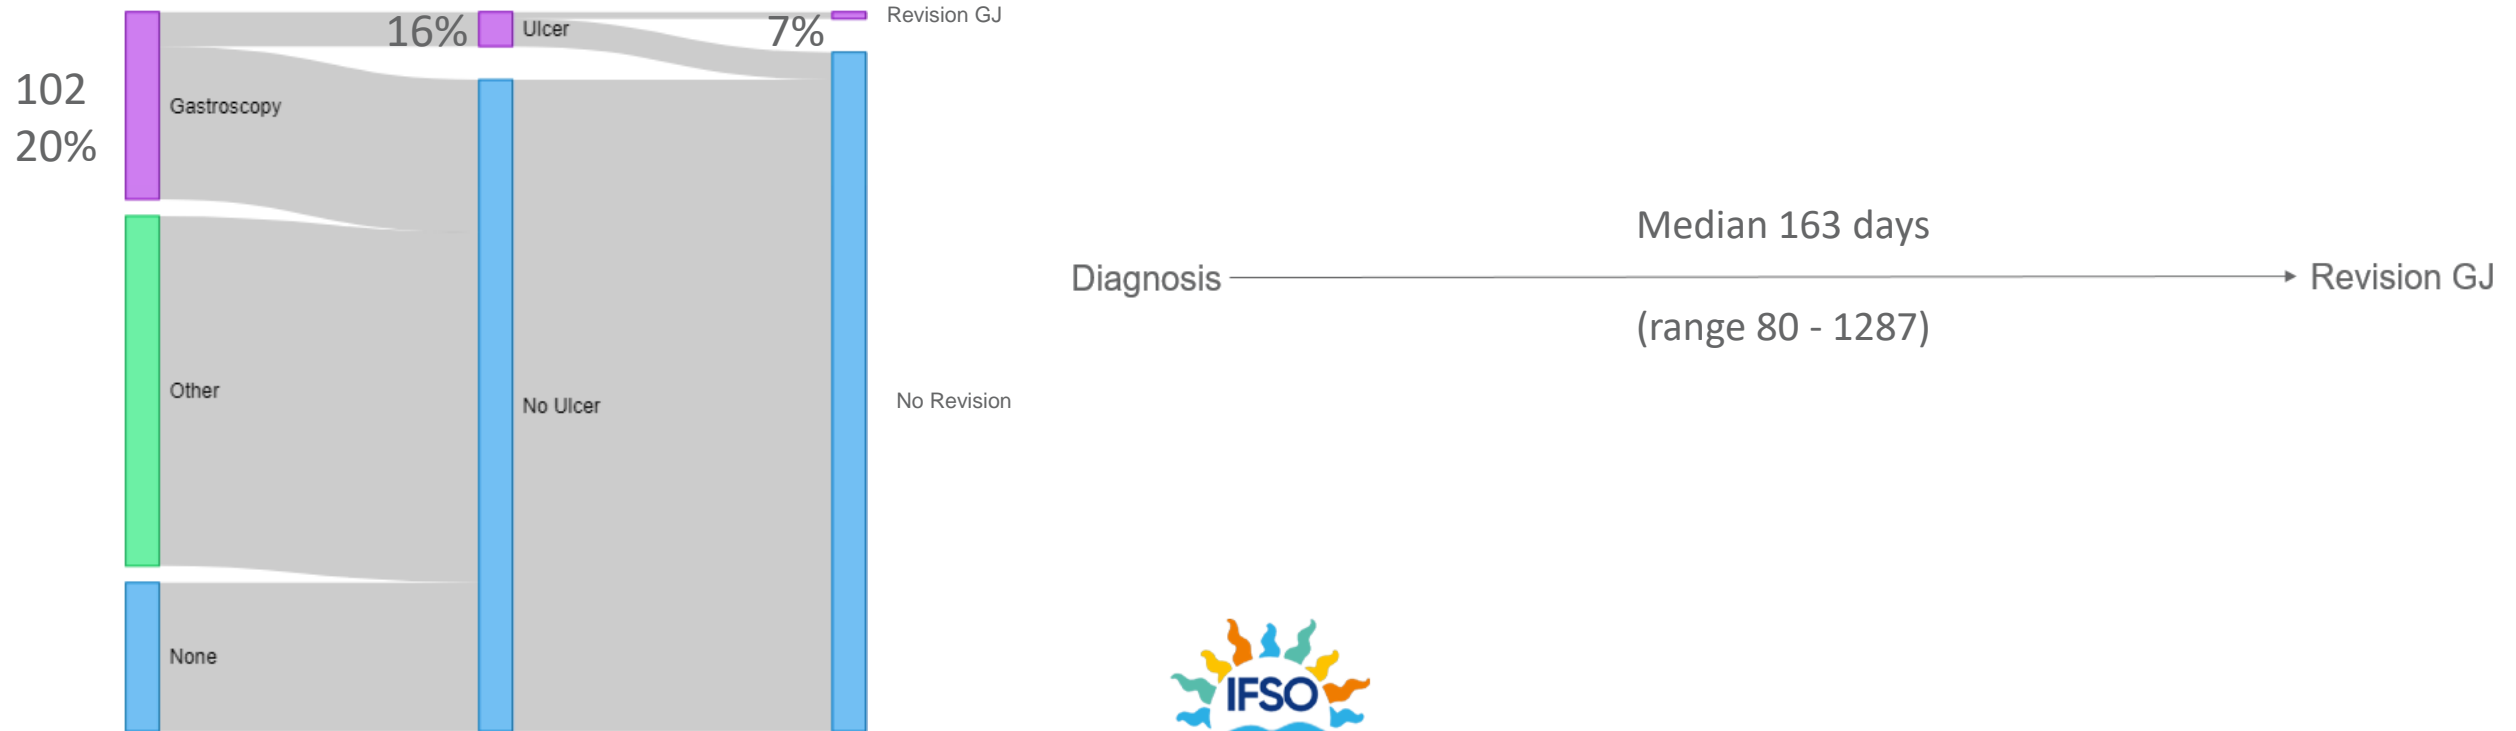 102
20%
Gastroscopy
Other
None
16%
Ulcer
No Ulcer
7%
Revision GJ
No Revision
Median 163 days
Diagnosis
Revision GJ
(range 80 - 1287)
IFSO